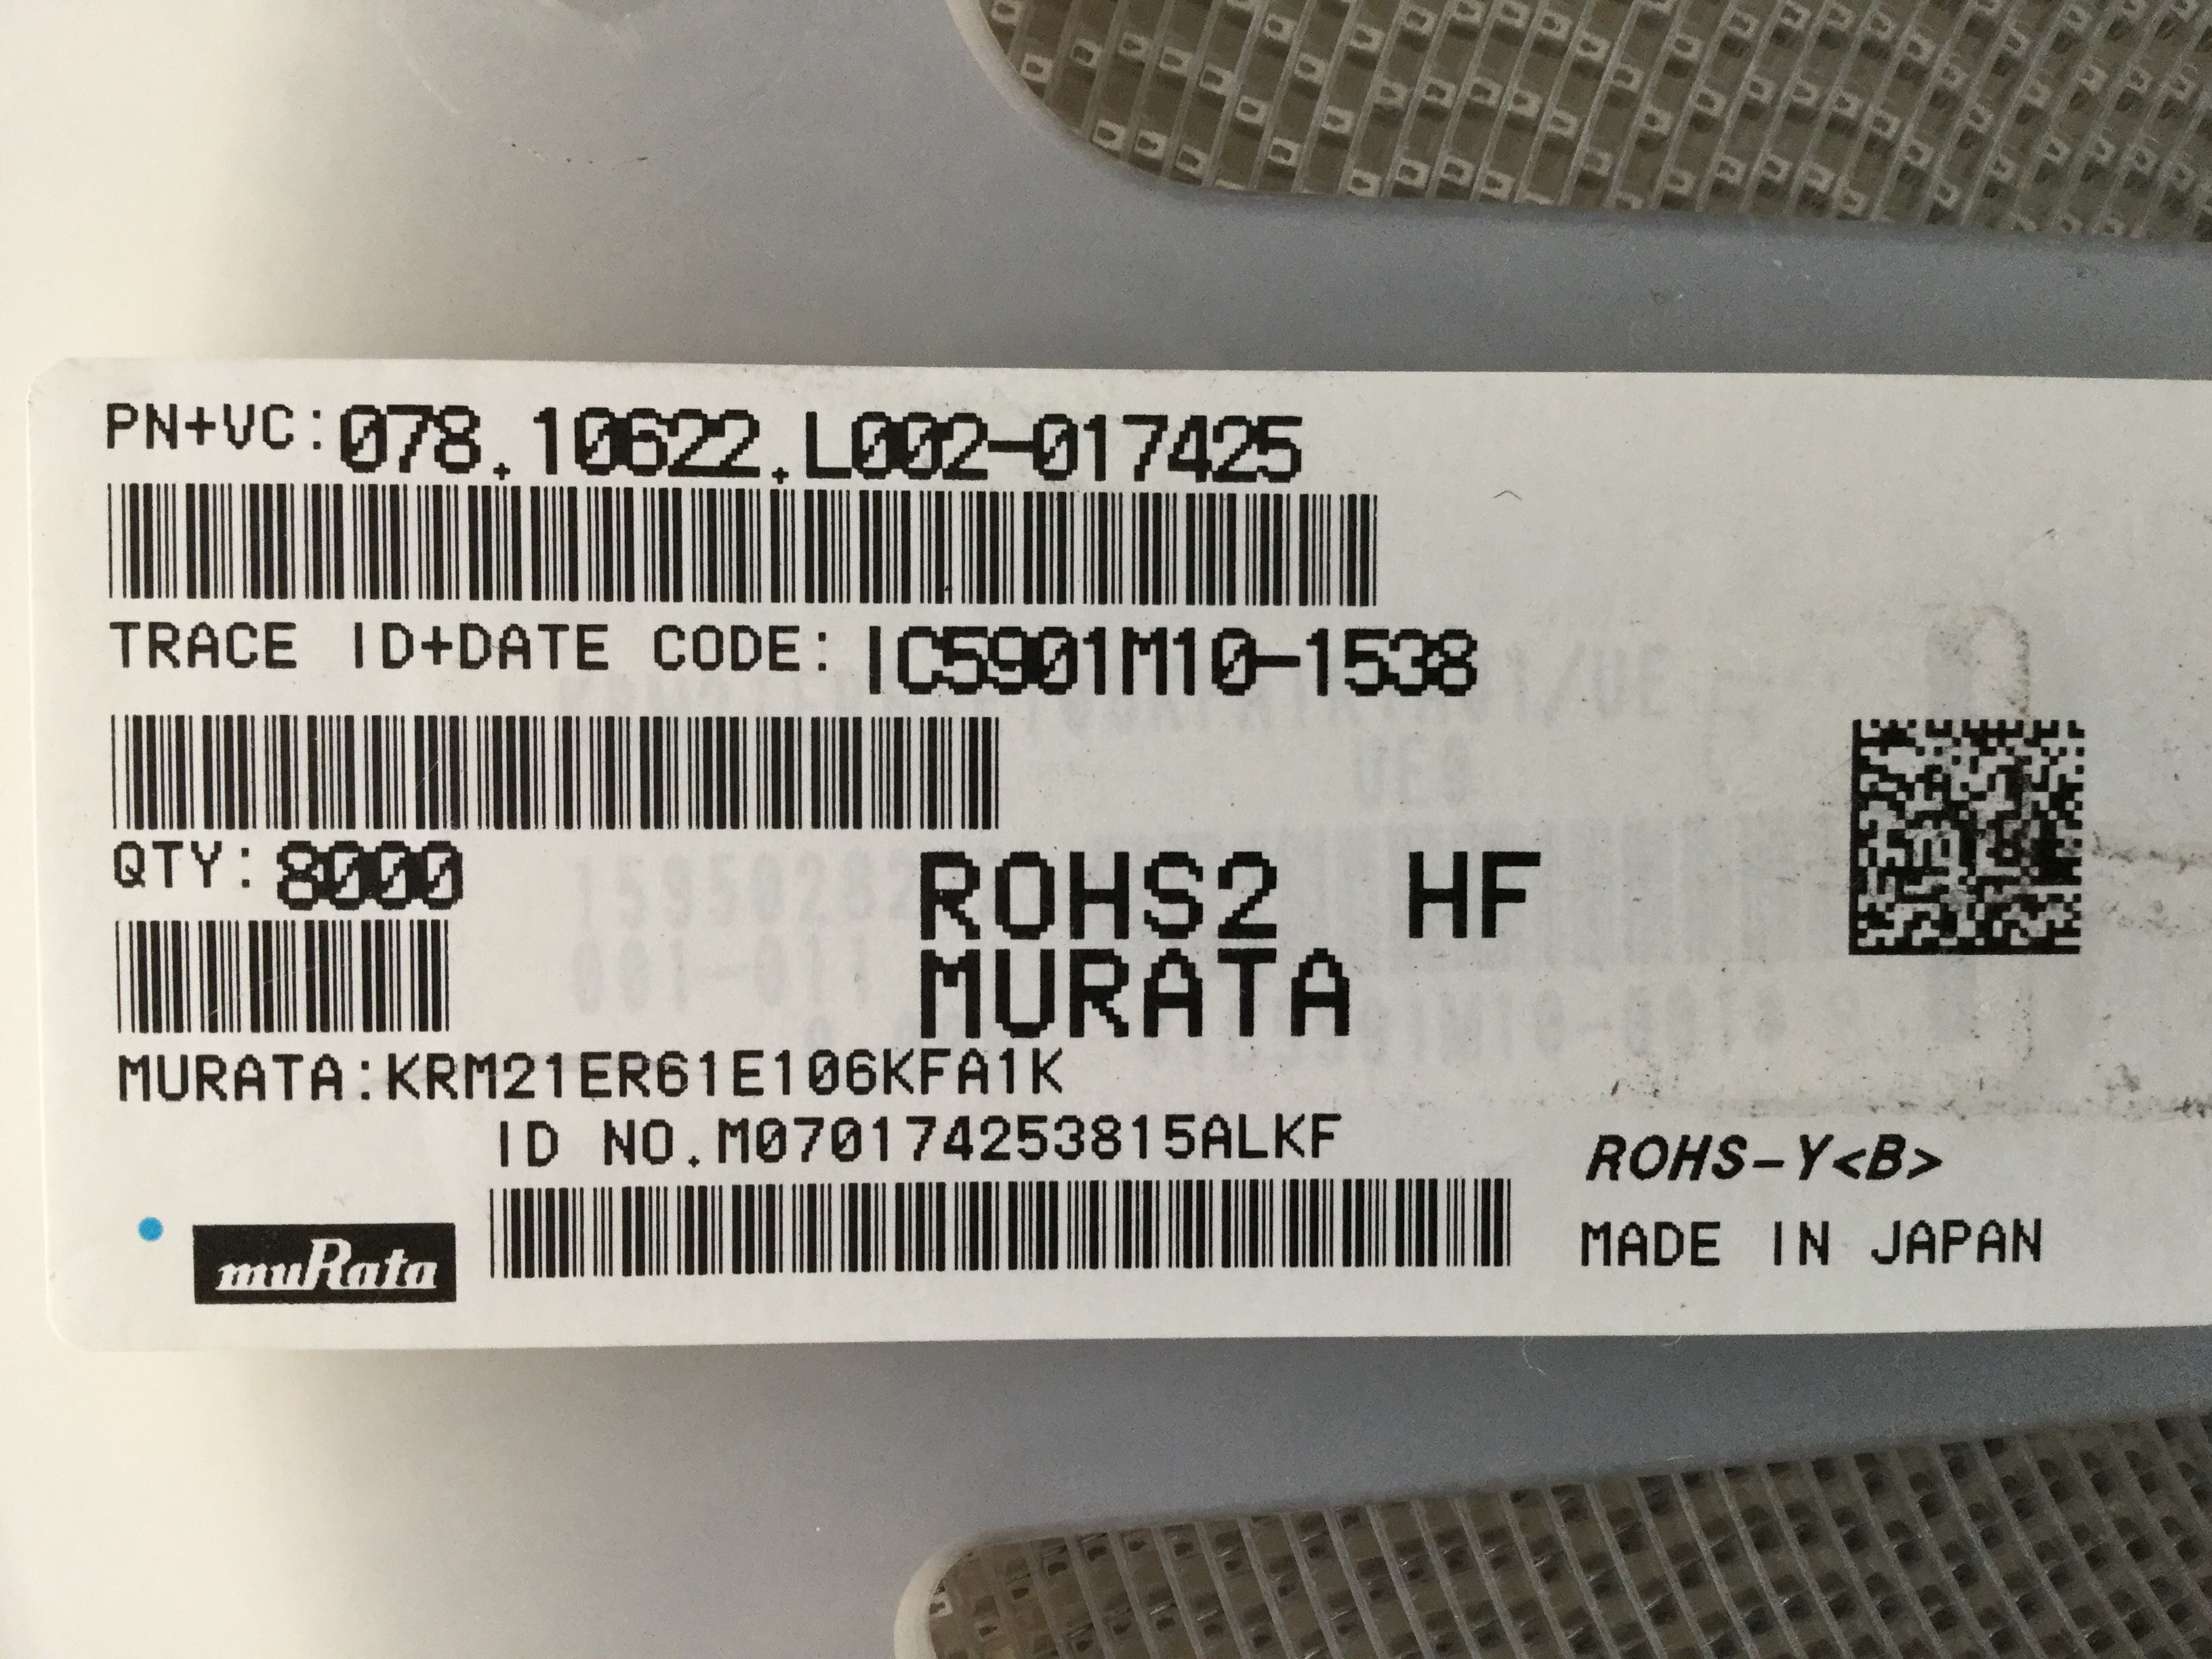 PN+VC:078.10622.L002-017425
TRACE ID+DATE CODE:IC5901M10-1538
QTY:8000
ROHS2 HF
MURATA
MURATA:KRM21ER61E106KFA1K
ID NO.M070174253815ALKF
ROHS-Y<B>
muRata
MADE IN JAPAN